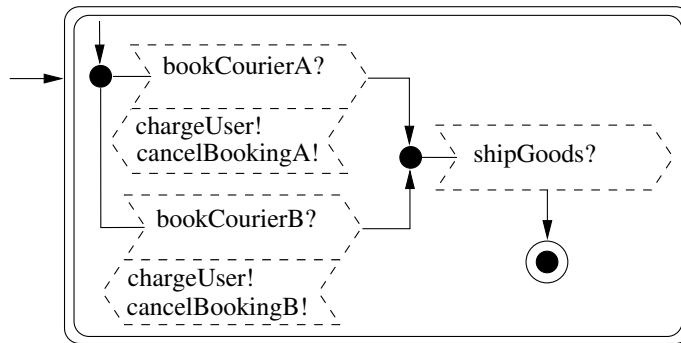 bookCourierA?
chargeUser!
cancelBookingA!
shipGoods?
bookCourierB?
chargeUser!
cancelBookingB!